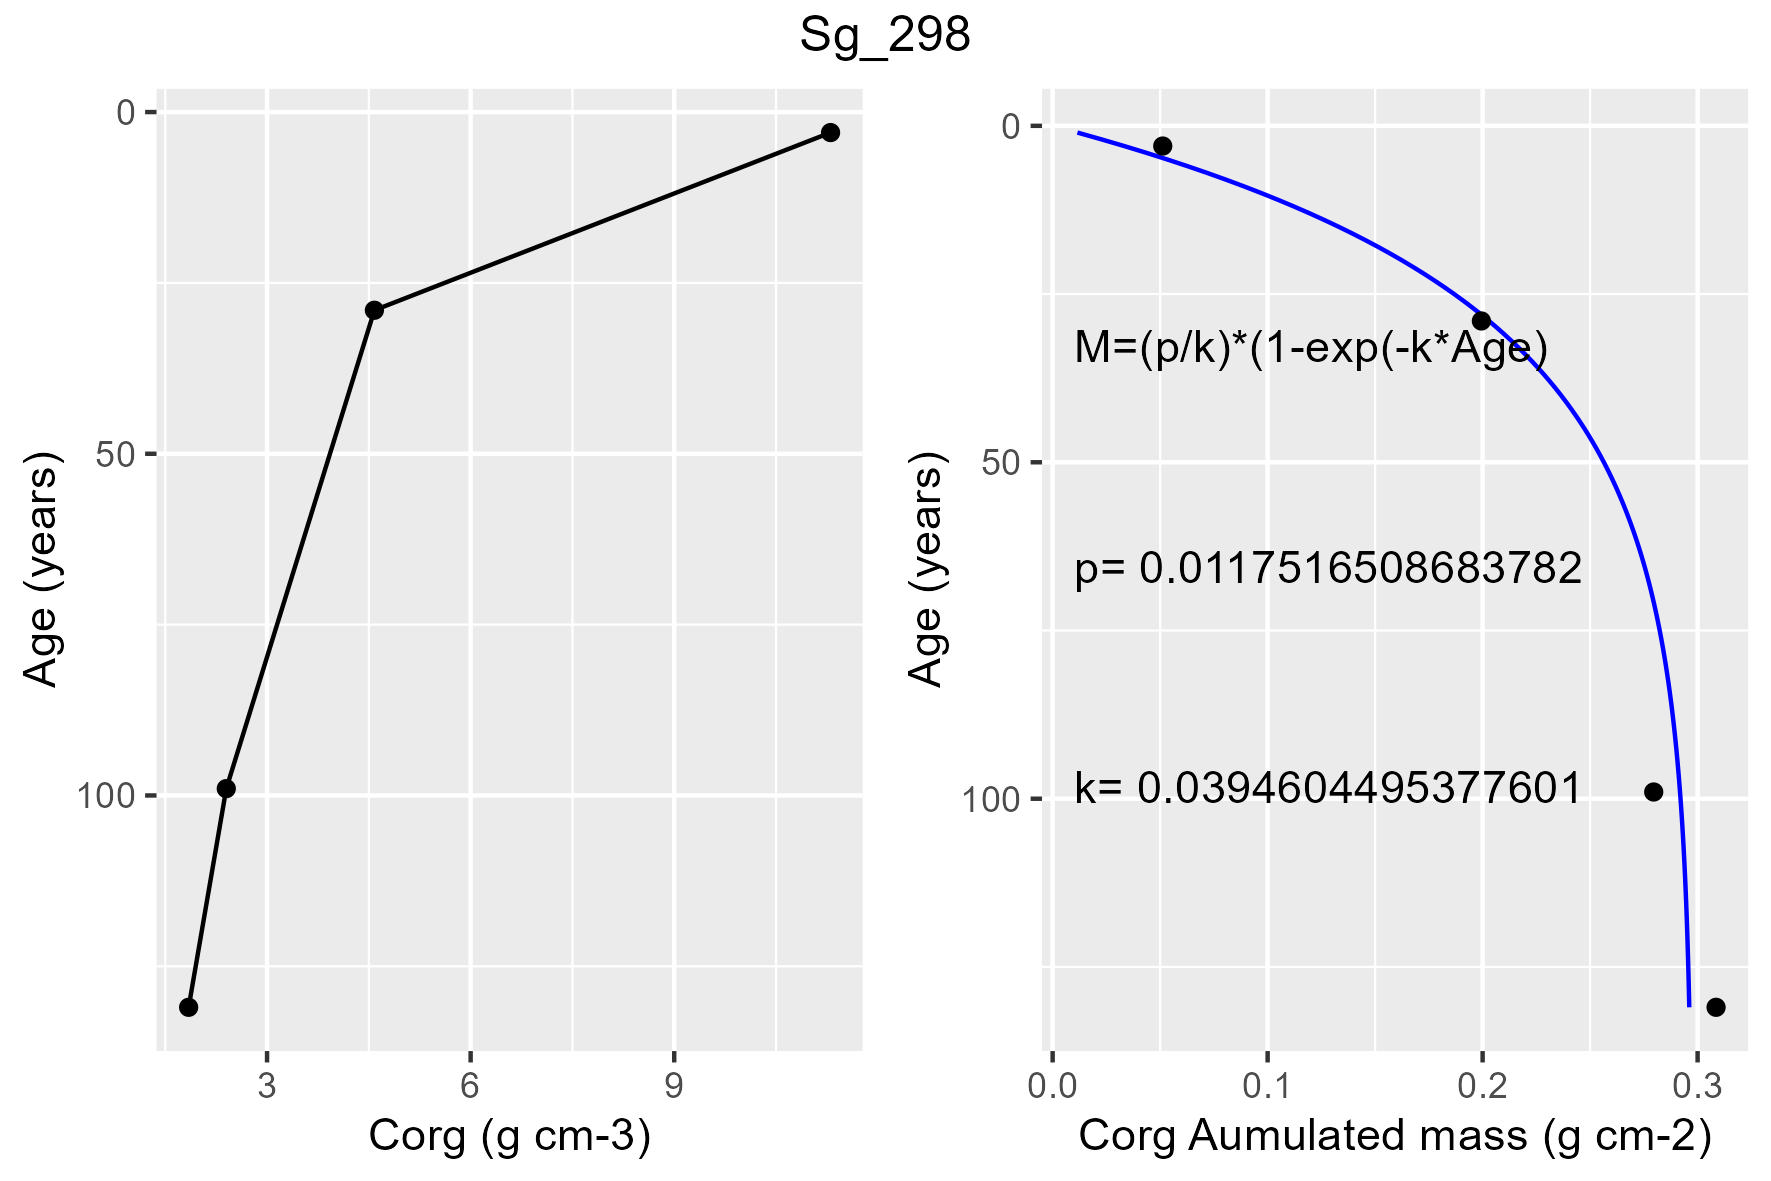 Sg_298
0
50
100
Age (years)
3
6
9
Corg (g cm-3)
0
50
100
Age (years)
M=(p/k)*(1-exp(-k*Age)
p= 0.0117516508683782
k= 0.0394604495377601
0.0
0.1
0.2
0.3
Corg Aumulated mass (g cm-2)